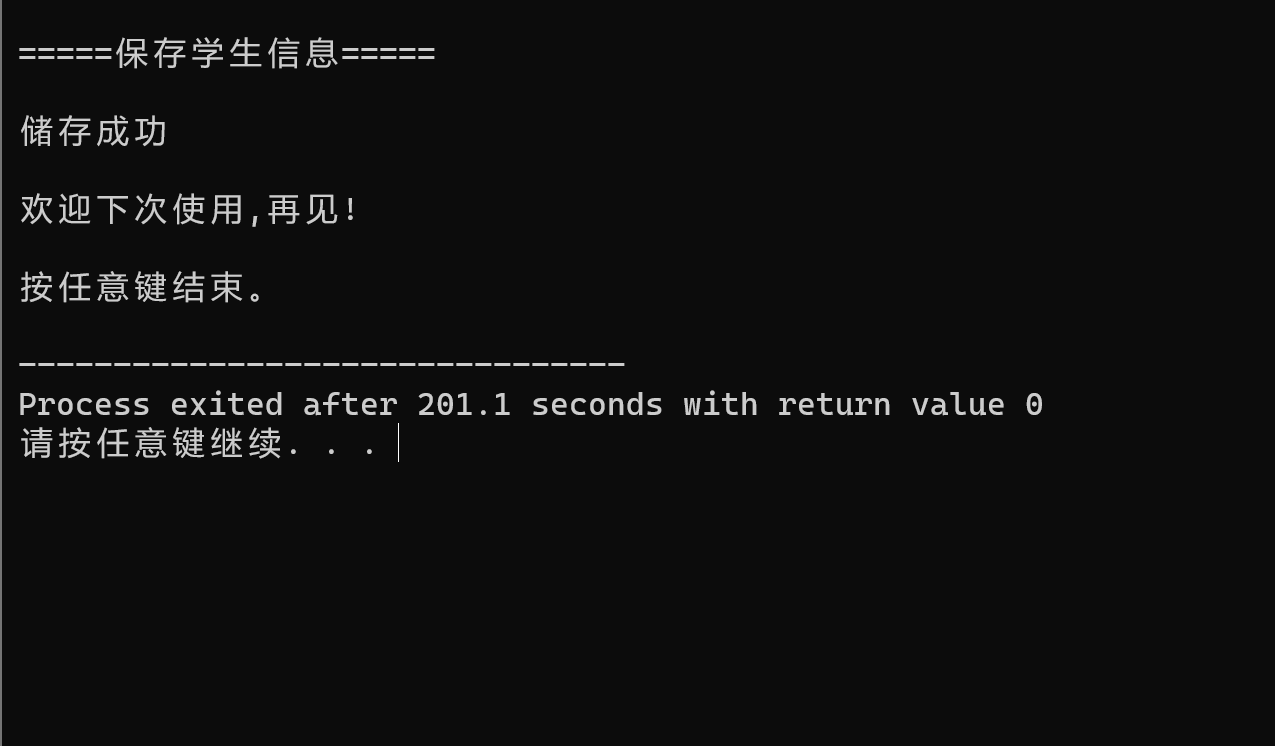 =====保存学生信息=====
储存成功
欢迎下次使用,再见!
按任意键结束。
--------------------------------
Process exited after 201.1 seconds with return value 0
请按任意键继续. . .